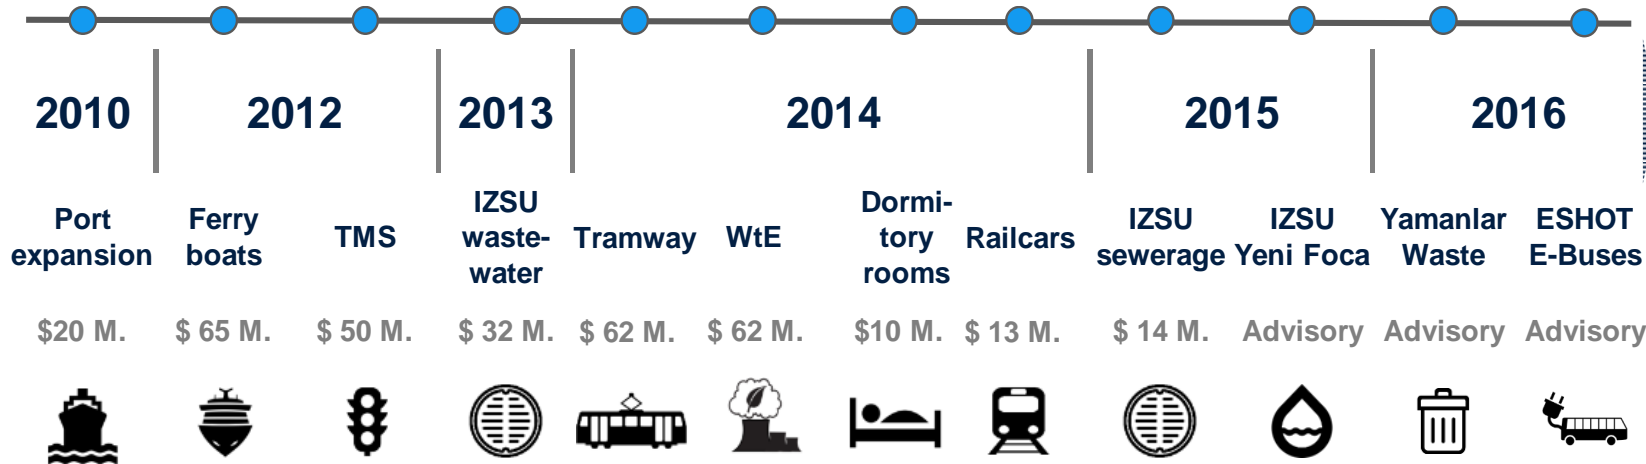 2010
2012
2013
2014
2015
2016
Port
expansion
Ferry
boats
TMS
IZSU
waste-
water
Tramway
WtE
Dormi-
tory
rooms
Railcars
IZSU
sewerage
IZSU
Yeni Foca
Yamanlar
Waste
ESHOT
E-Buses
$20 M.
$ 65 M.
$ 50 M.
$ 32 M.
$ 62 M.
$ 62 M.
$10 M.
$ 13 M.
$ 14 M.
Advisory
Advisory
Advisory